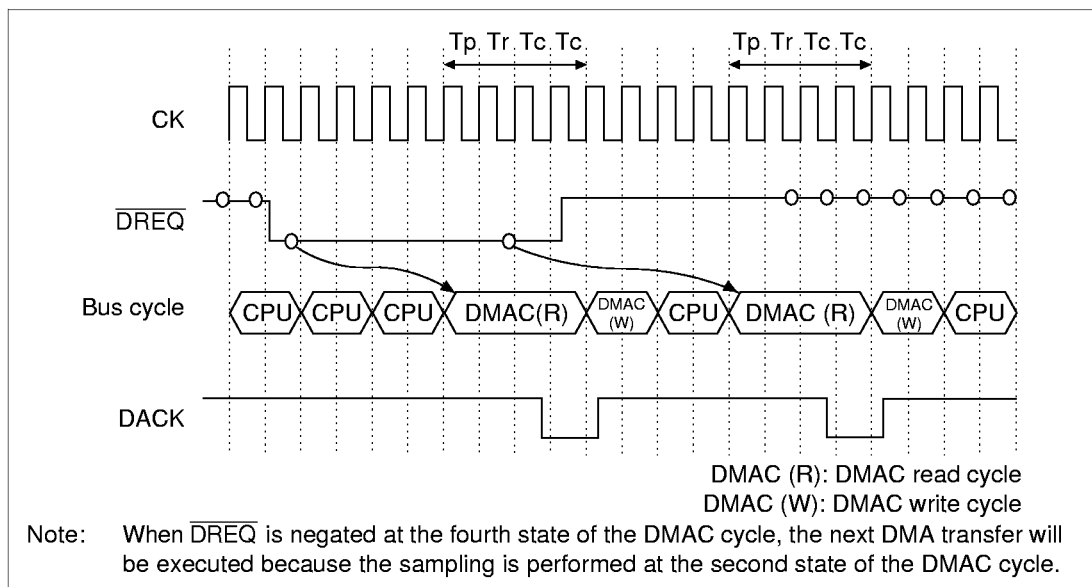 Tp Tr Tc Tc Tp Tr Tc Tc
CK
DREQ
Bus cycle CPU CPU CPU DMAC(R) DMAC (W) CPU DMAC (R) DMAC (W) CPU
DACK
DMAC (R): DMAC read cycle
DMAC (W): DMAC write cycle
Note: When DREQ is negated at the fourth state of the DMAC cycle, the next DMA transfer will
be executed because the sampling is performed at the second state of the DMAC cycle.